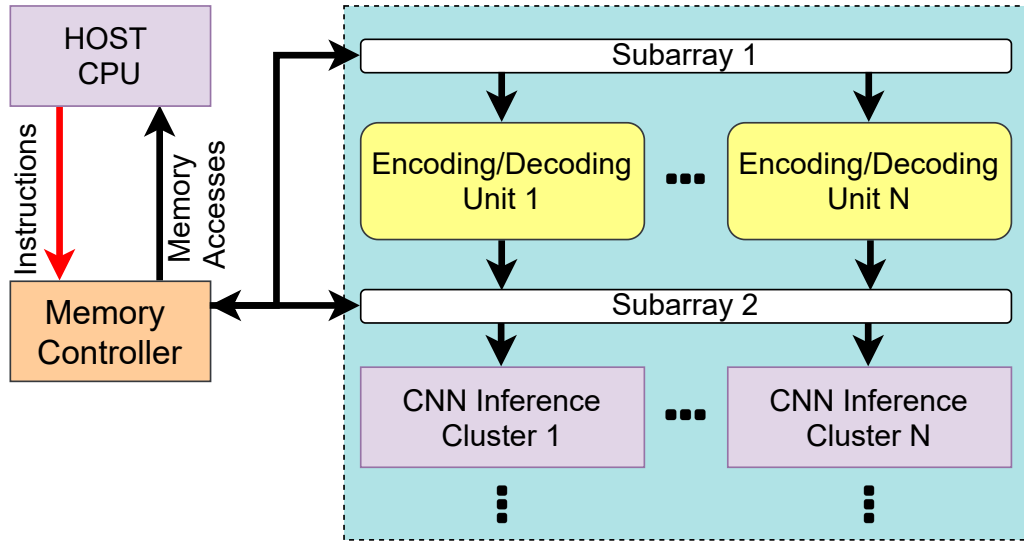 HOST
CPU
Instructions
Memory
Accesses
Memory
Controller
Subarray 1
Encoding/Decoding
Unit 1
Encoding/Decoding
Unit N
Subarray 2
CNN Inference
Cluster 1
CNN Inference
Cluster N